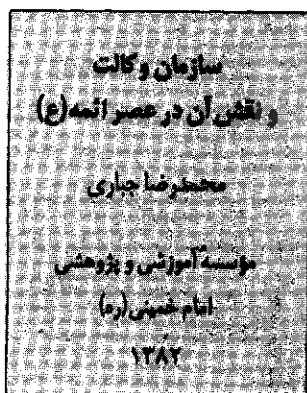 سازمان وکالت
و نقش آن در عصر ائمه (ع)
محمدرضا جباری
مؤسسه آموزشی و پژوهشی
امام خمینی (ره)
۱۳۸۲